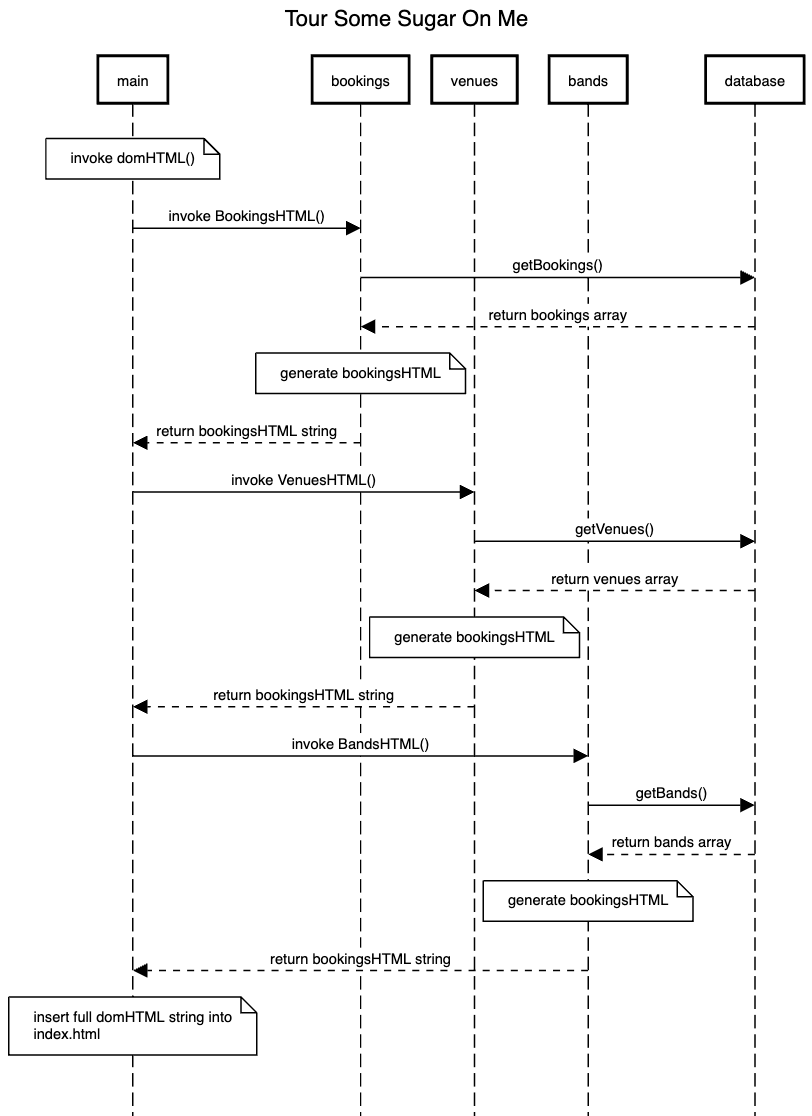 Tour Some Sugar On Me
main
bookings
venues
bands
database
invoke domHTML()
invoke BookingsHTML()
getBookings()
return bookings array
generate bookingsHTML
return bookingsHTML string
invoke VenuesHTML()
getVenues()
return venues array
generate bookingsHTML
return bookingsHTML string
invoke BandsHTML()
getBands()
return bands array
generate bookingsHTML
return bookingsHTML string
insert full domHTML string into
index.html